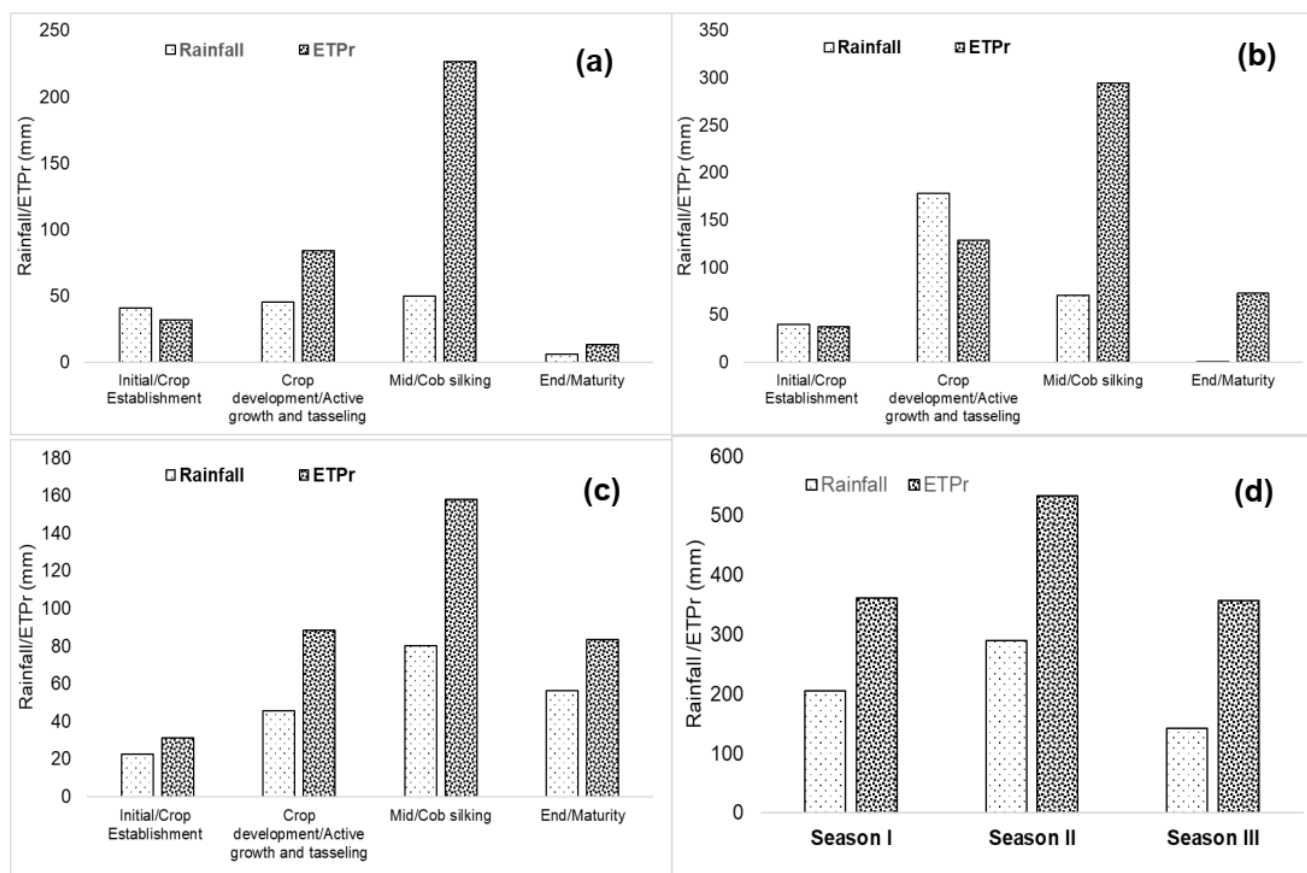 Rainfall ETPr
(a)
Rainfall/ETPr (mm)
250
200
150
100
50
0
Initial/Crop
Establishment
Crop
development/Active
growth and tasseling
Mid/Cob silking
End/Maturity
Rainfall ETPr
(b)
Rainfall/ETPr (mm)
350
300
250
200
150
100
50
0
Initial/Crop
Establishment
Crop
development/Active
growth and tasseling
Mid/Cob silking
End/Maturity
Rainfall ETPr
(c)
Rainfall/ETPr (mm)
180
160
140
120
100
80
60
40
20
0
Initial/Crop
Establishment
Crop
development/Active
growth and tasseling
Mid/Cob silking
End/Maturity
Rainfall ETPr
(d)
Rainfall /ETPr (mm)
600
500
400
300
200
100
0
Season I
Season II
Season III